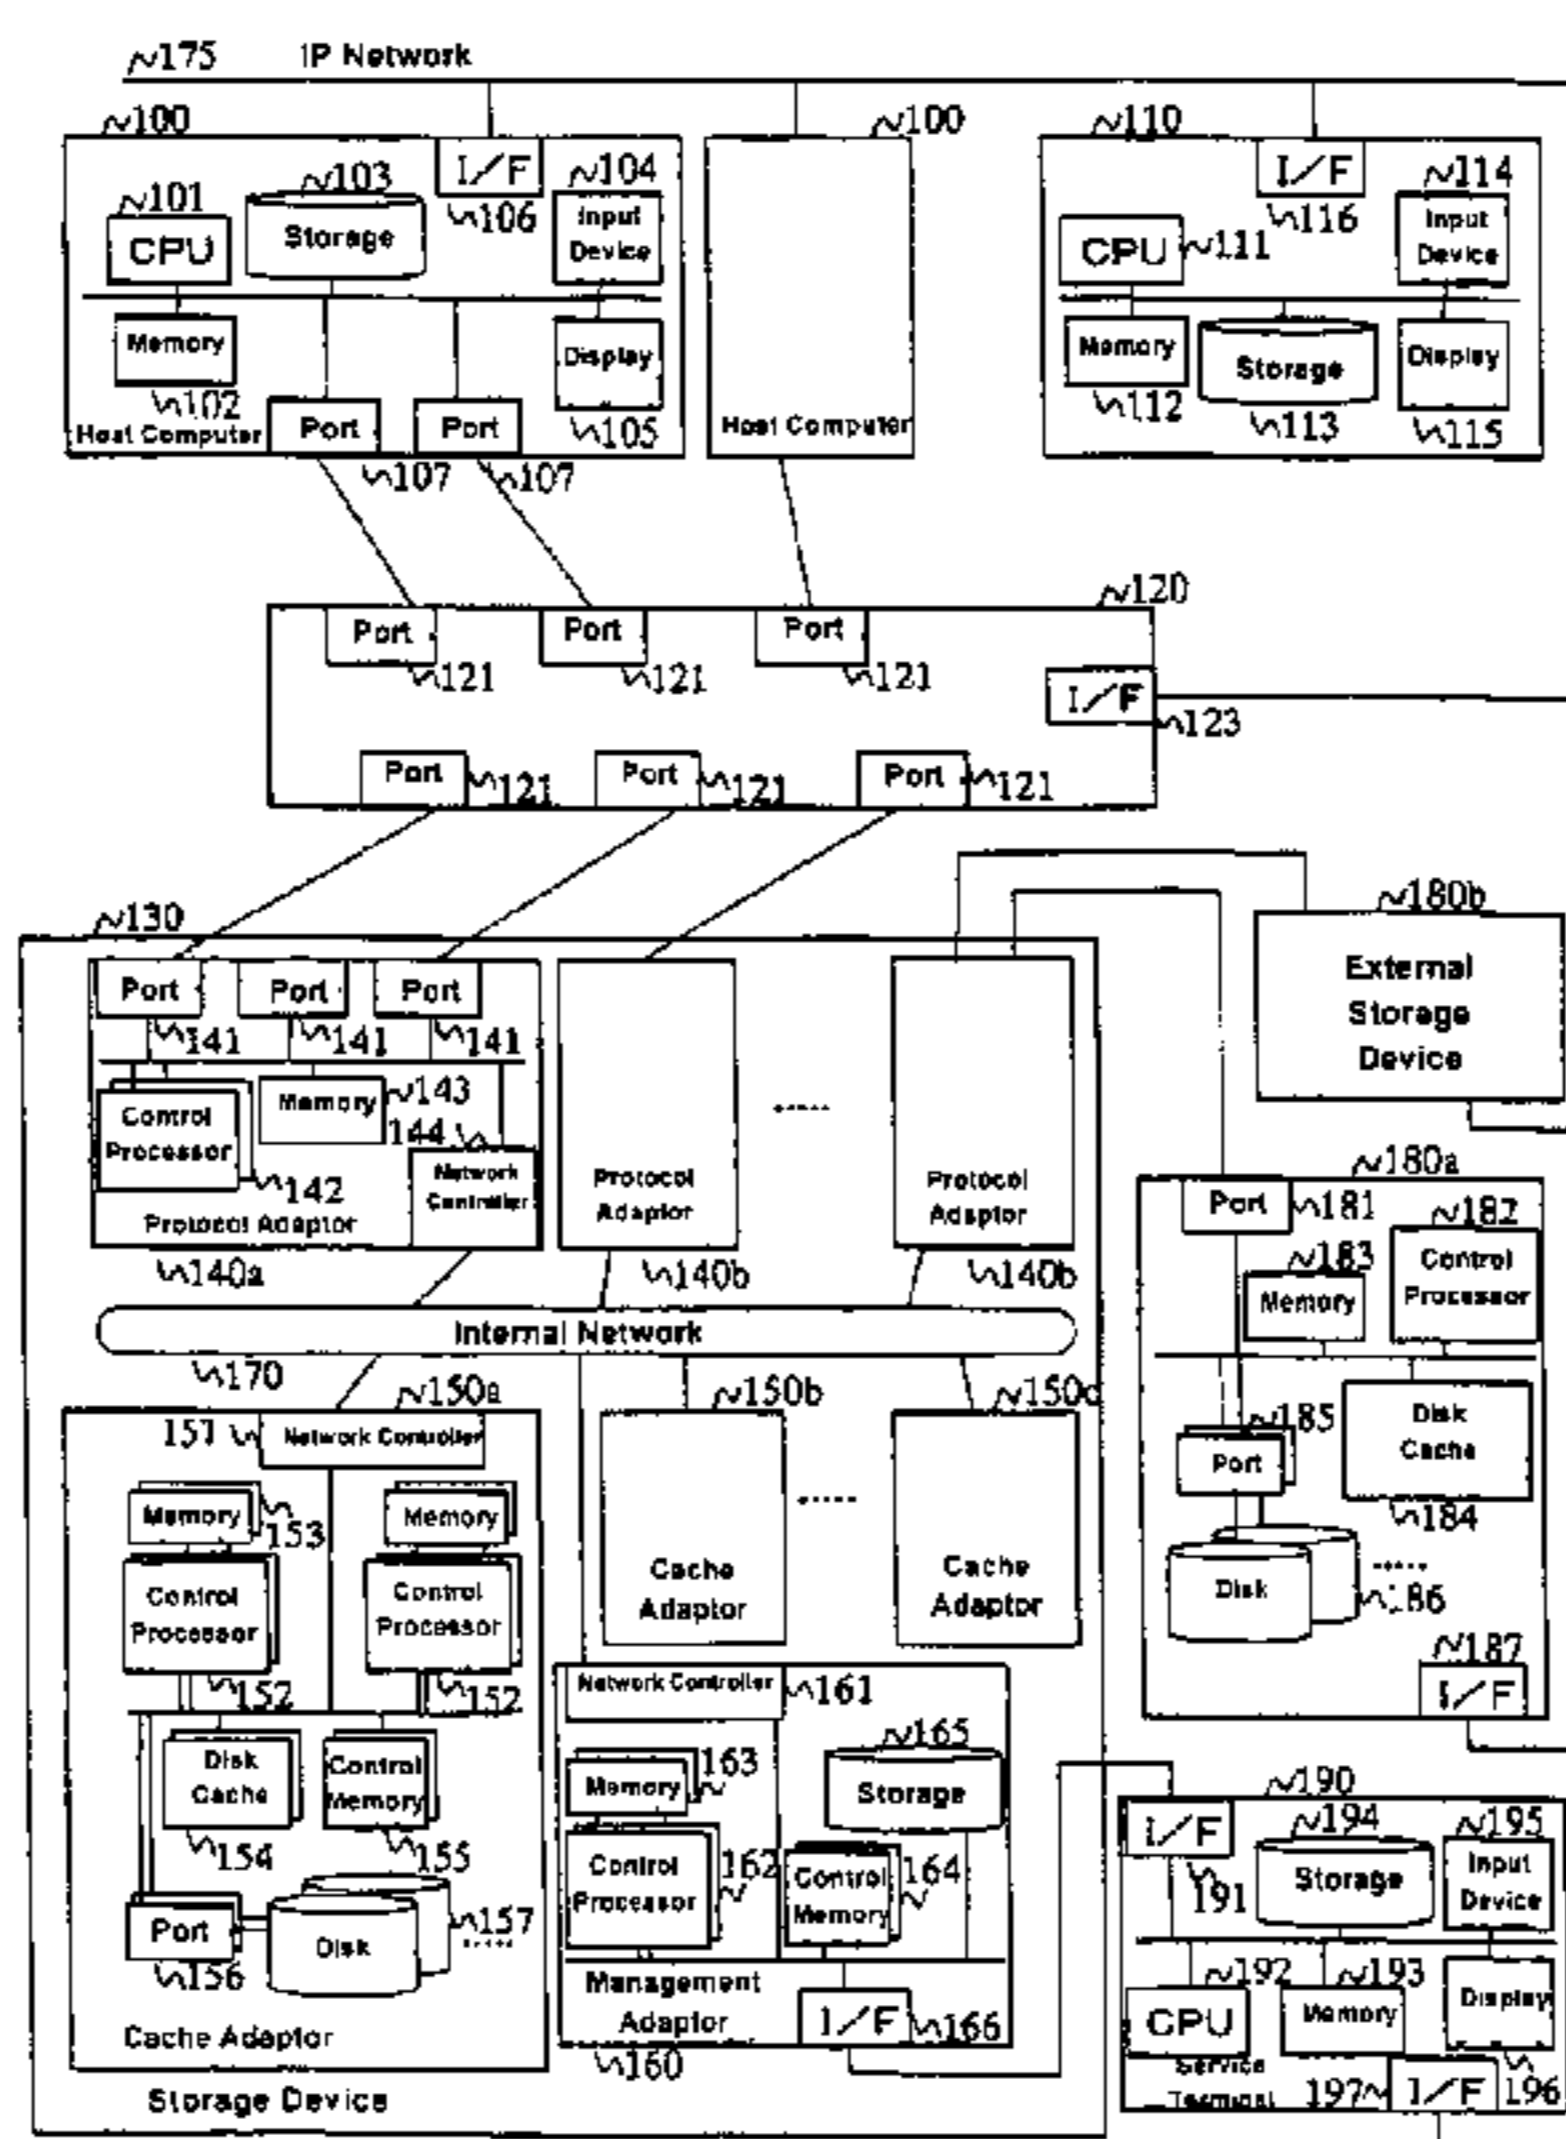 175 IP Network
100
100
110
101
103
I/F
104
106
CPU
Storage
Input
Device
Memory
102
Display
105
Host Computer
Port
Port
107
107
Host Computer
I/F
114
116
CPU
111
Input
Device
Memory
112
Storage
113
Display
115
120
Port
Port
Port
121
121
121
I/F
123
Port
121
Port
121
Port
121
130
180b
External
Storage
Device
Port
Port
Port
141
141
141
Memory
143
Control
Processor
142
144
Network
Controller
Protocol Adaptor
140a
Protocol
Adaptor
140b
.....
Protocol
Adaptor
140b
180a
Port
181
182
183
Memory
Control
Processor
185
Port
Disk
Cache
184
Disk
.....
186
187
I/F
Internal Network
170
150a
150b
150c
151
Network Controller
Memory
153
Memory
Control
Processor
152
Control
Processor
152
Disk
Cache
154
Control
Memory
155
Port
156
Disk
157
.....
Cache Adaptor
Cache
Adaptor
.....
Cache
Adaptor
Network Controller
161
165
Storage
163
Memory
Control
Processor
162
Control
Memory
164
Management
Adaptor
I/F
166
160
Storage Device
190
I/F
191
194
Storage
195
Input
Device
192
CPU
193
Memory
Display
196
Service
Terminal
197
I/F